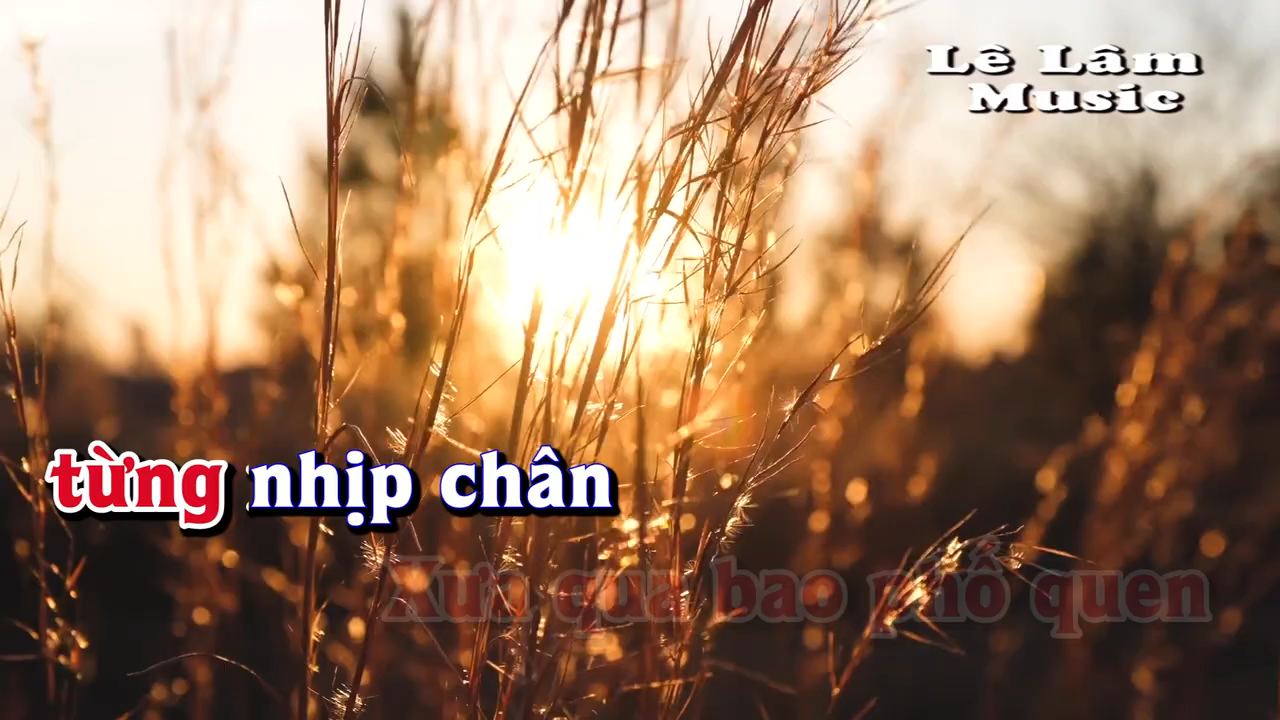 Lê Lâm
Music
từng nhịp chân
Xưa qua bao phố quen